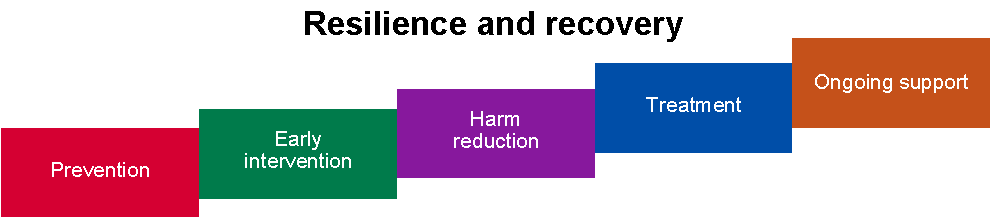 Resilience and recovery
Prevention
Early
intervention
Harm
reduction
Treatment
Ongoing support